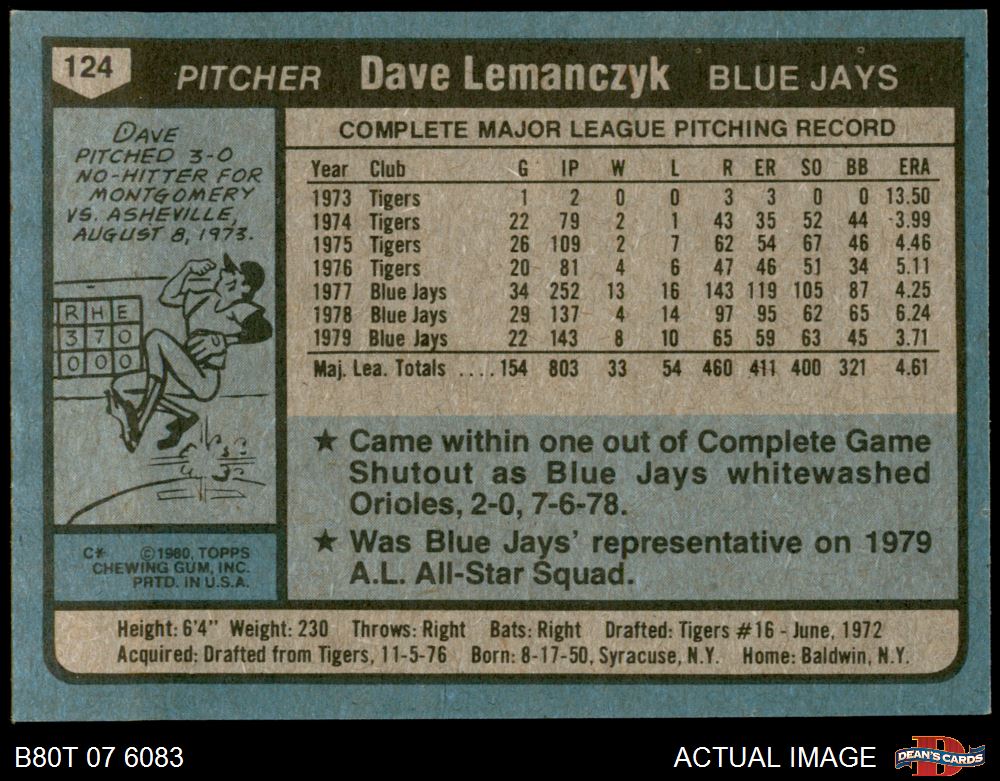 124 PITCHER Dave Lemanczyk BLUE JAYS
DAVE
PITCHED 3-0
NO-HITTER FOR
MONTGOMERY
VS. ASHEVILLE,
AUGUST 8, 1973.
R H E
3 7 0
0 0 0
C* ©1980, TOPPS
CHEWING GUM, INC.
PRTD. IN U.S.A.
COMPLETE MAJOR LEAGUE PITCHING RECORD
Year Club G IP W L R ER SO BB ERA
1973 Tigers 1 2 0 0 3 3 0 0 13.50
1974 Tigers 22 79 2 1 43 35 52 44 3.99
1975 Tigers 26 109 2 7 62 54 67 46 4.46
1976 Tigers 20 81 4 6 47 46 51 34 5.11
1977 Blue Jays 34 252 13 16 143 119 105 87 4.25
1978 Blue Jays 29 137 4 14 97 95 62 65 6.24
1979 Blue Jays 22 143 8 10 65 59 63 45 3.71
Maj. Lea. Totals .... 154 803 33 54 460 411 400 321 4.61
★ Came within one out of Complete Game
Shutout as Blue Jays whitewashed
Orioles, 2-0, 7-6-78.
★ Was Blue Jays' representative on 1979
A.L. All-Star Squad.
Height: 6'4" Weight: 230 Throws: Right Bats: Right Drafted: Tigers #16 - June, 1972
Acquired: Drafted from Tigers, 11-5-76 Born: 8-17-50, Syracuse, N.Y. Home: Baldwin, N.Y.
B80T 07 6083 ACTUAL IMAGE D DEAN'S CARDS